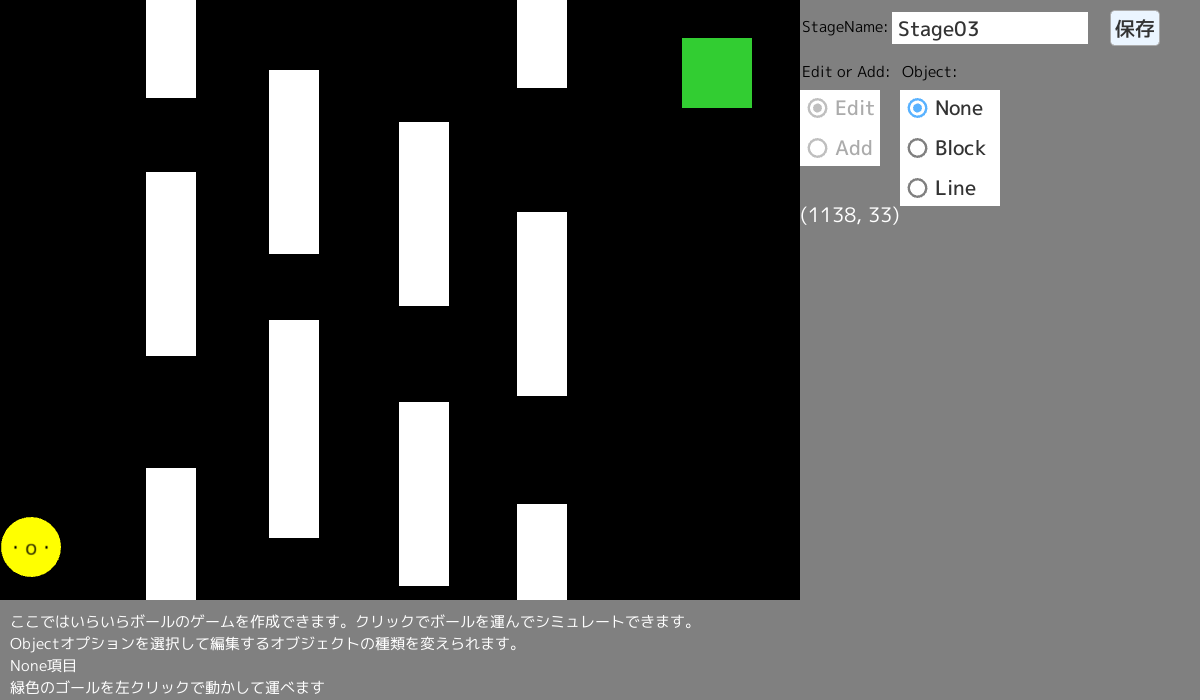 StageName: Stage03 保存
Edit or Add: Object:
Edit None
Add Block
Line
(1138, 33)
・o・
ここではいらいらボールのゲームを作成できます。クリックでボールを運んでシミュレートできます。
Objectオプションを選択して編集するオブジェクトの種類を変えられます。
None項目
緑色のゴールを左クリックで動かして運べます